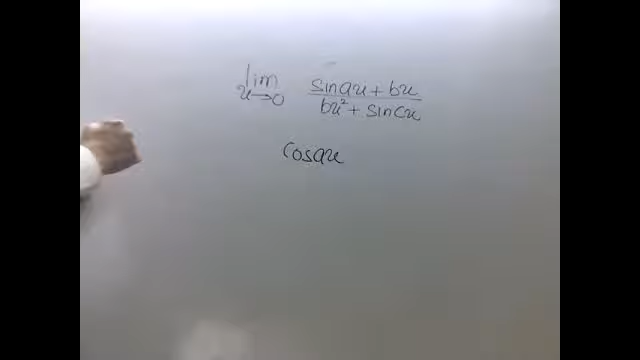 lim x→0 sinax + bx / bx² + sincx
cosax